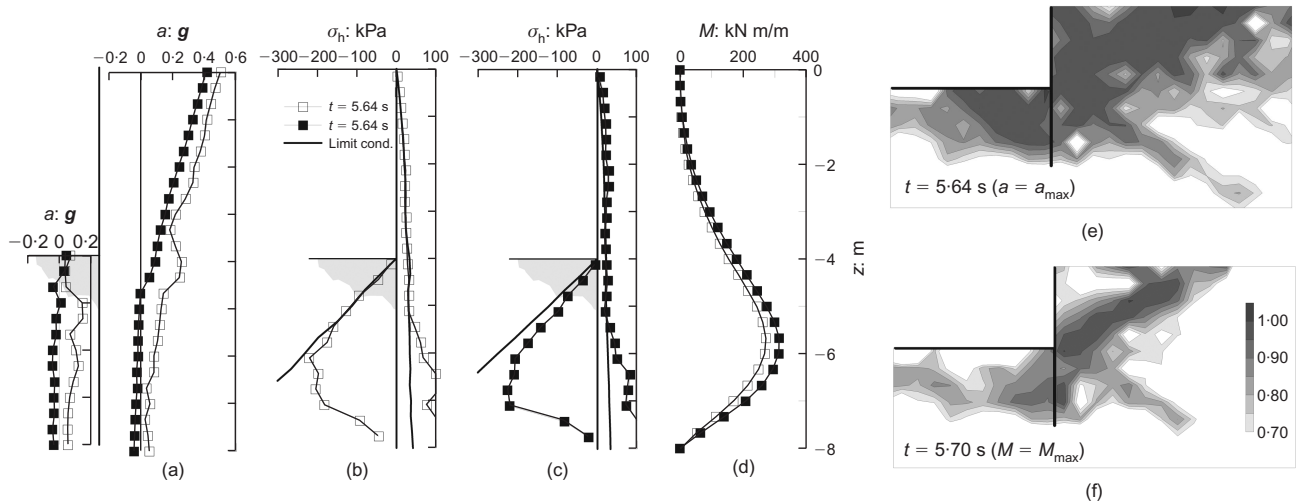 a: g
0·2
0
0·2
0·4
0·6
a: g
−0·2
0
0·2
(a)
σh: kPa
−300
−200
−100
0
100
t = 5.64 s
t = 5.64 s
Limit cond.
(b)
σh: kPa
−300
−200
−100
0
100
(c)
M: kN m/m
0
200
400
0
−2
−4
−6
−8
z: m
(d)
t = 5·64 s (a = amax)
(e)
1·00
0·90
0·80
0·70
t = 5·70 s (M = Mmax)
(f)